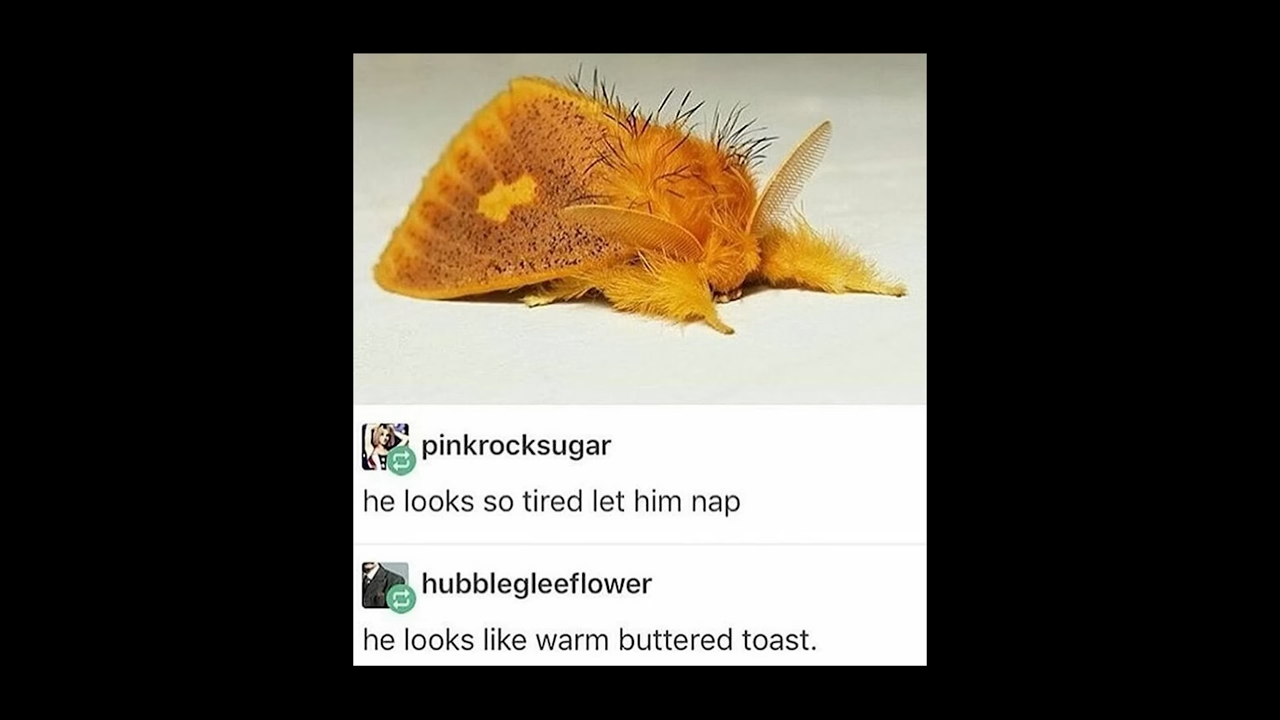 pinkrocksugar
he looks so tired let him nap
hubblegleeflower
he looks like warm buttered toast.